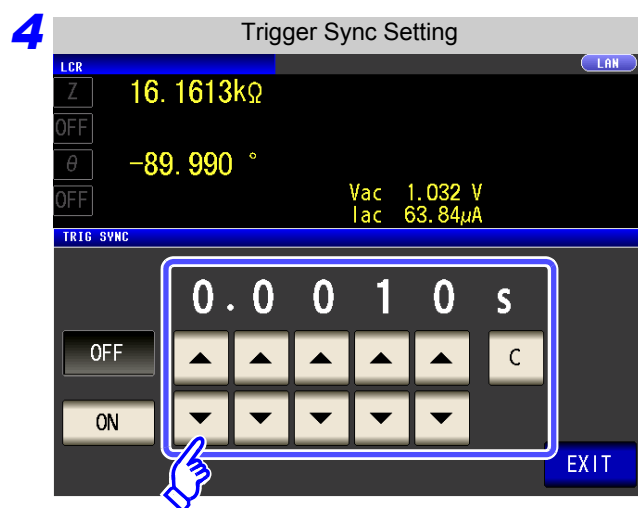 4 Trigger Sync Setting
LCR LAN
Z 16.1613kΩ
OFF
θ -89.990 °
OFF Vac 1.032 V
Iac 63.84μA
TRIG SYNC
0.0010 s
OFF ▲ ▲ ▲ ▲ ▲ C
ON ▼ ▼ ▼ ▼ ▼
EXIT